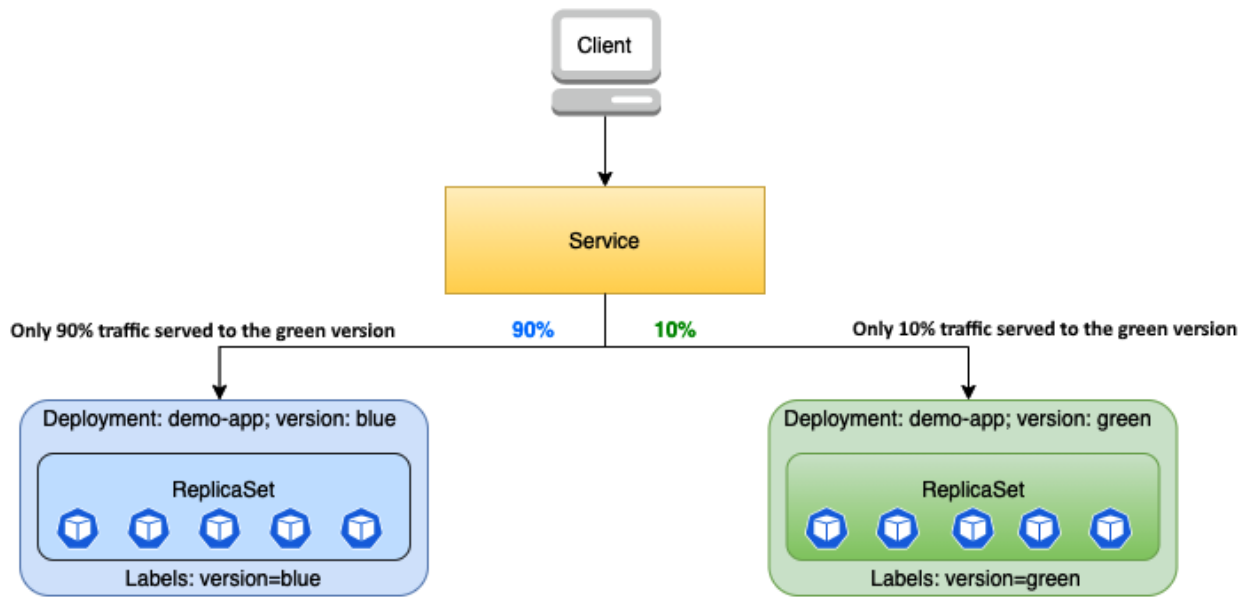 Client
Service
Only 90% traffic served to the green version
90%
10%
Only 10% traffic served to the green version
Deployment: demo-app; version: blue
Deployment: demo-app; version: green
ReplicaSet
ReplicaSet
Labels: version=blue
Labels: version=green